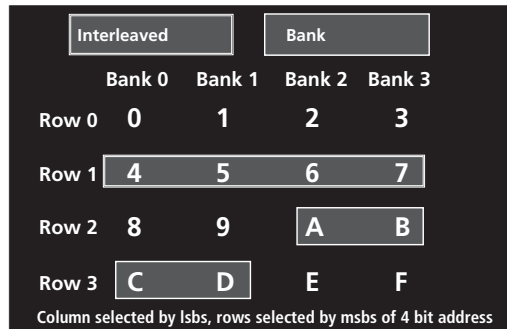 Interleaved Bank
Bank 0 Bank 1 Bank 2 Bank 3
Row 0 0 1 2 3
Row 1 4 5 6 7
Row 2 8 9 A B
Row 3 C D E F
Column selected by lsbs, rows selected by msbs of 4 bit address